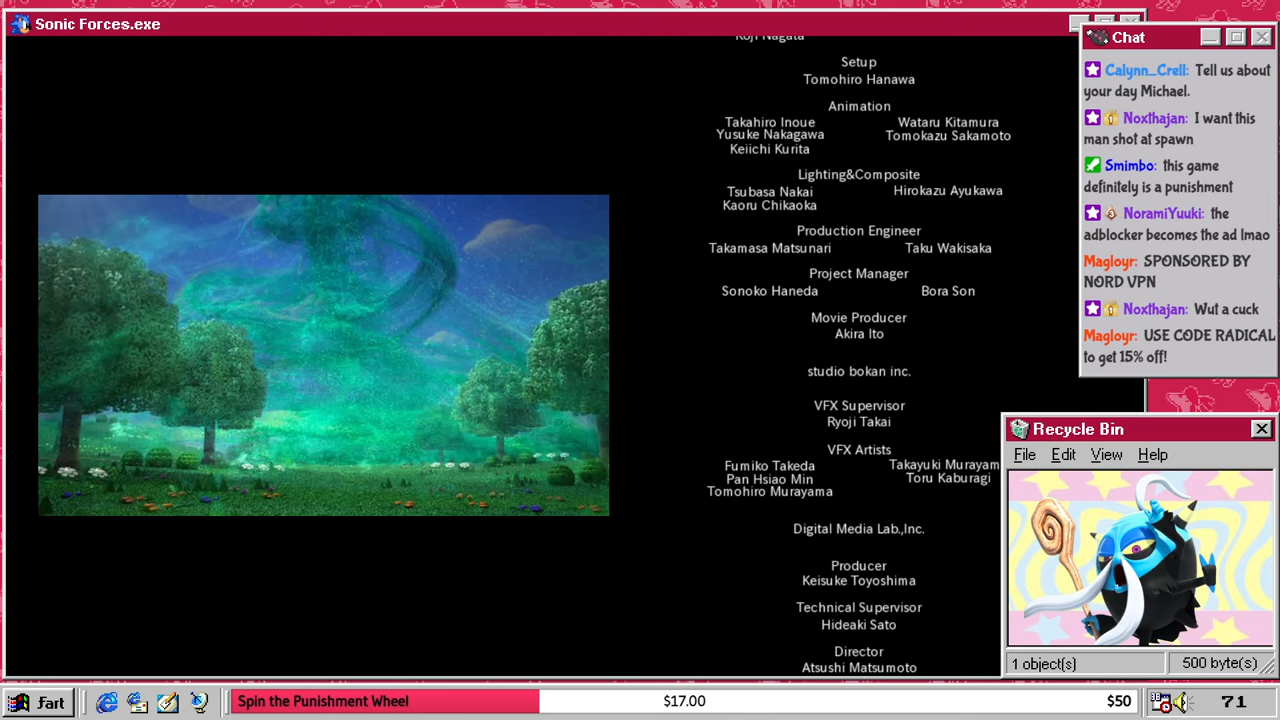 Sonic Forces.exe
Koji Nagata
Setup
Tomohiro Hanawa
Animation
Takahiro Inoue Wataru Kitamura
Yusuke Nakagawa Tomokazu Sakamoto
Keiichi Kurita
Lighting&Composite
Tsubasa Nakai Hirokazu Ayukawa
Kaoru Chikaoka
Production Engineer
Takamasa Matsunari Taku Wakisaka
Project Manager
Sonoko Haneda Bora Son
Movie Producer
Akira Ito
studio bokan inc.
VFX Supervisor
Ryoji Takai
VFX Artists
Fumiko Takeda Takayuki Murayam
Pan Hsiao Min Toru Kaburagi
Tomohiro Murayama
Digital Media Lab.,Inc.
Producer
Keisuke Toyoshima
Technical Supervisor
Hideaki Sato
Director
Atsushi Matsumoto
Chat
Calynn_Crell: Tell us about
your day Michael.
Noxthajan: I want this
man shot at spawn
Smimbo: this game
definitely is a punishment
NoramiYuuki: the
adblocker becomes the ad lmao
Magloyr: SPONSORED BY
NORD VPN
Noxthajan: Wut a cuck
Magloyr: USE CODE RADICAL
to get 15% off!
Recycle Bin
File Edit View Help
1 object(s) 500 byte(s)
fart
Spin the Punishment Wheel $17.00 $50
71